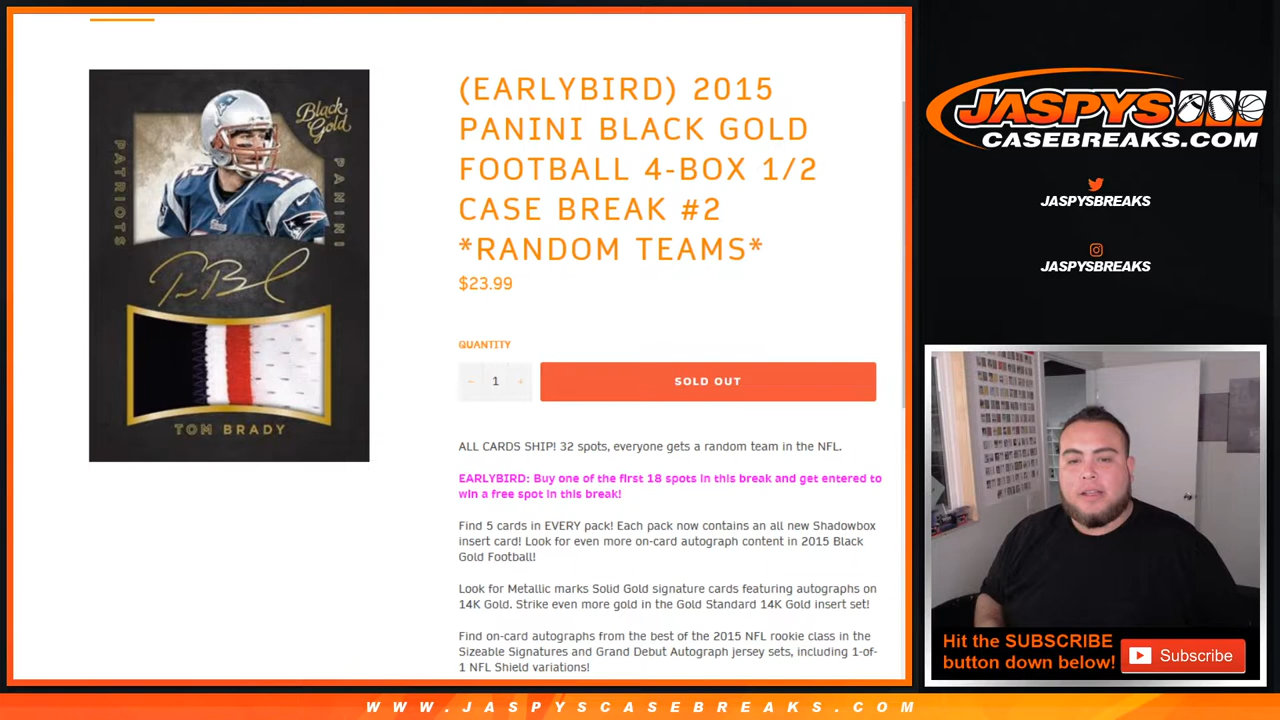 (EARLYBIRD) 2015
PANINI BLACK GOLD
FOOTBALL 4-BOX 1/2
CASE BREAK #2
*RANDOM TEAMS*
$23.99
QUANTITY
− 1 +
SOLD OUT
ALL CARDS SHIP! 32 spots, everyone gets a random team in the NFL.
EARLYBIRD: Buy one of the first 18 spots in this break and get entered to
win a free spot in this break!
Find 5 cards in EVERY pack! Each pack now contains an all new Shadowbox
insert card! Look for even more on-card autograph content in 2015 Black
Gold Football!
Look for Metallic marks Solid Gold signature cards featuring autographs on
14K Gold. Strike even more gold in the Gold Standard 14K Gold insert set!
Find on-card autographs from the best of the 2015 NFL rookie class in the
Sizeable Signatures and Grand Debut Autograph jersey sets, including 1-of-
1 NFL Shield variations!
Black
Gold
PATRIOTS
PANINI
12
TOM BRADY
JASPYS
CASEBREAKS.COM
JASPYSBREAKS
JASPYSBREAKS
Hit the SUBSCRIBE
button down below!
Subscribe
WWW.JASPYSCASEBREAKS.COM